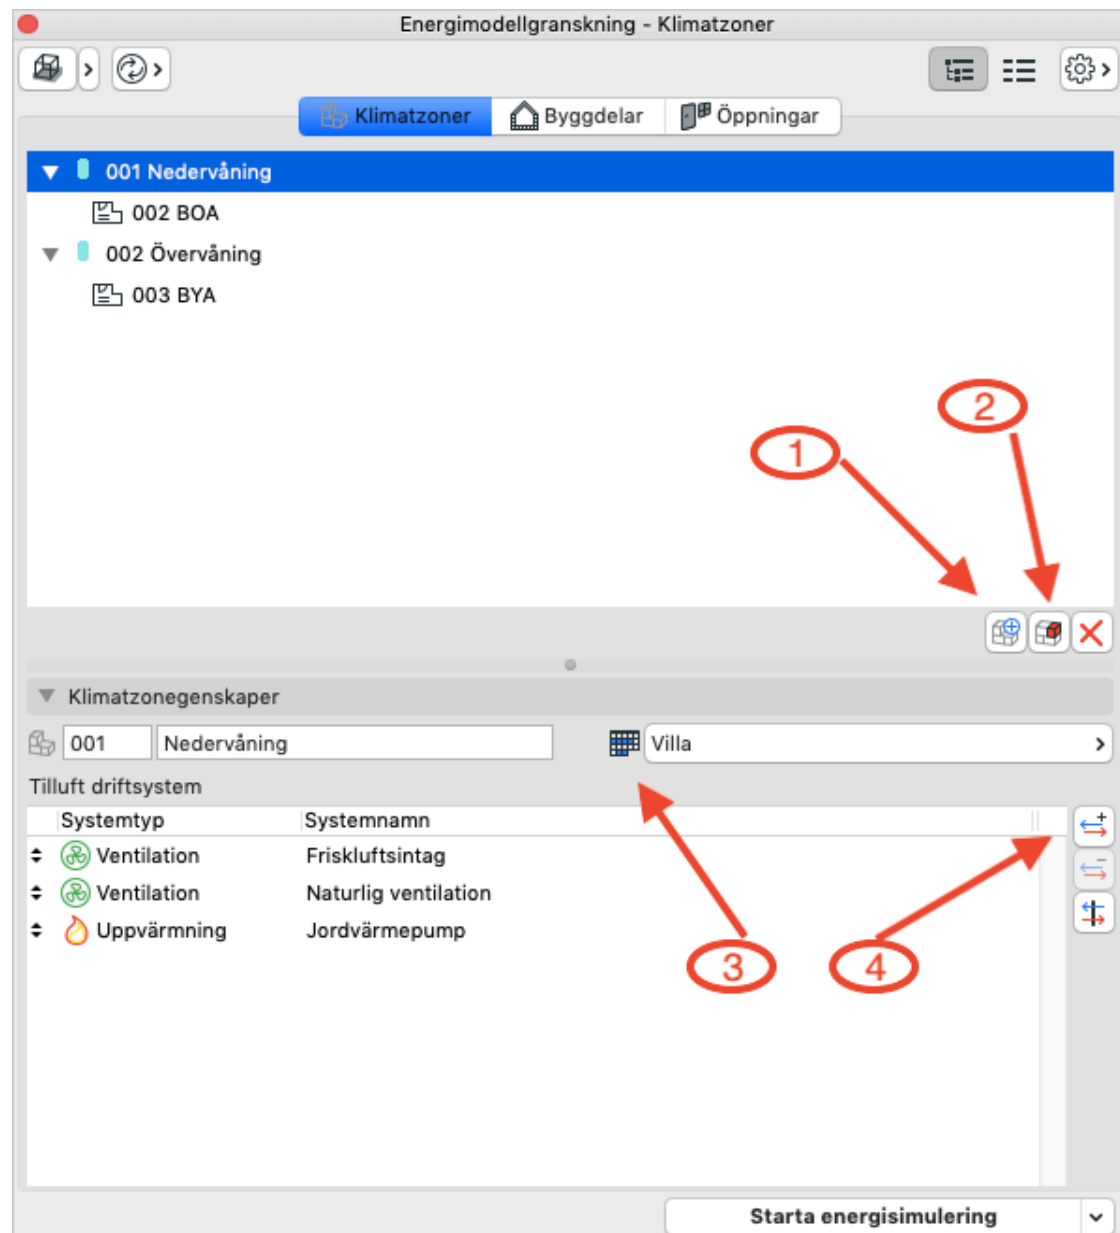 Energimodellgranskning - Klimatzoner
Klimatzoner
Byggdelar
Öppningar
001 Nedervåning
002 BOA
002 Övervåning
003 BYA
2
1
Klimatzonegenskaper
001
Nedervåning
Villa
Tilluft driftsystem
Systemtyp Systemnamn
Ventilation Friskluftsintag
Ventilation Naturlig ventilation
Uppvärmning Jordvärmepump
3
4
Starta energisimulering